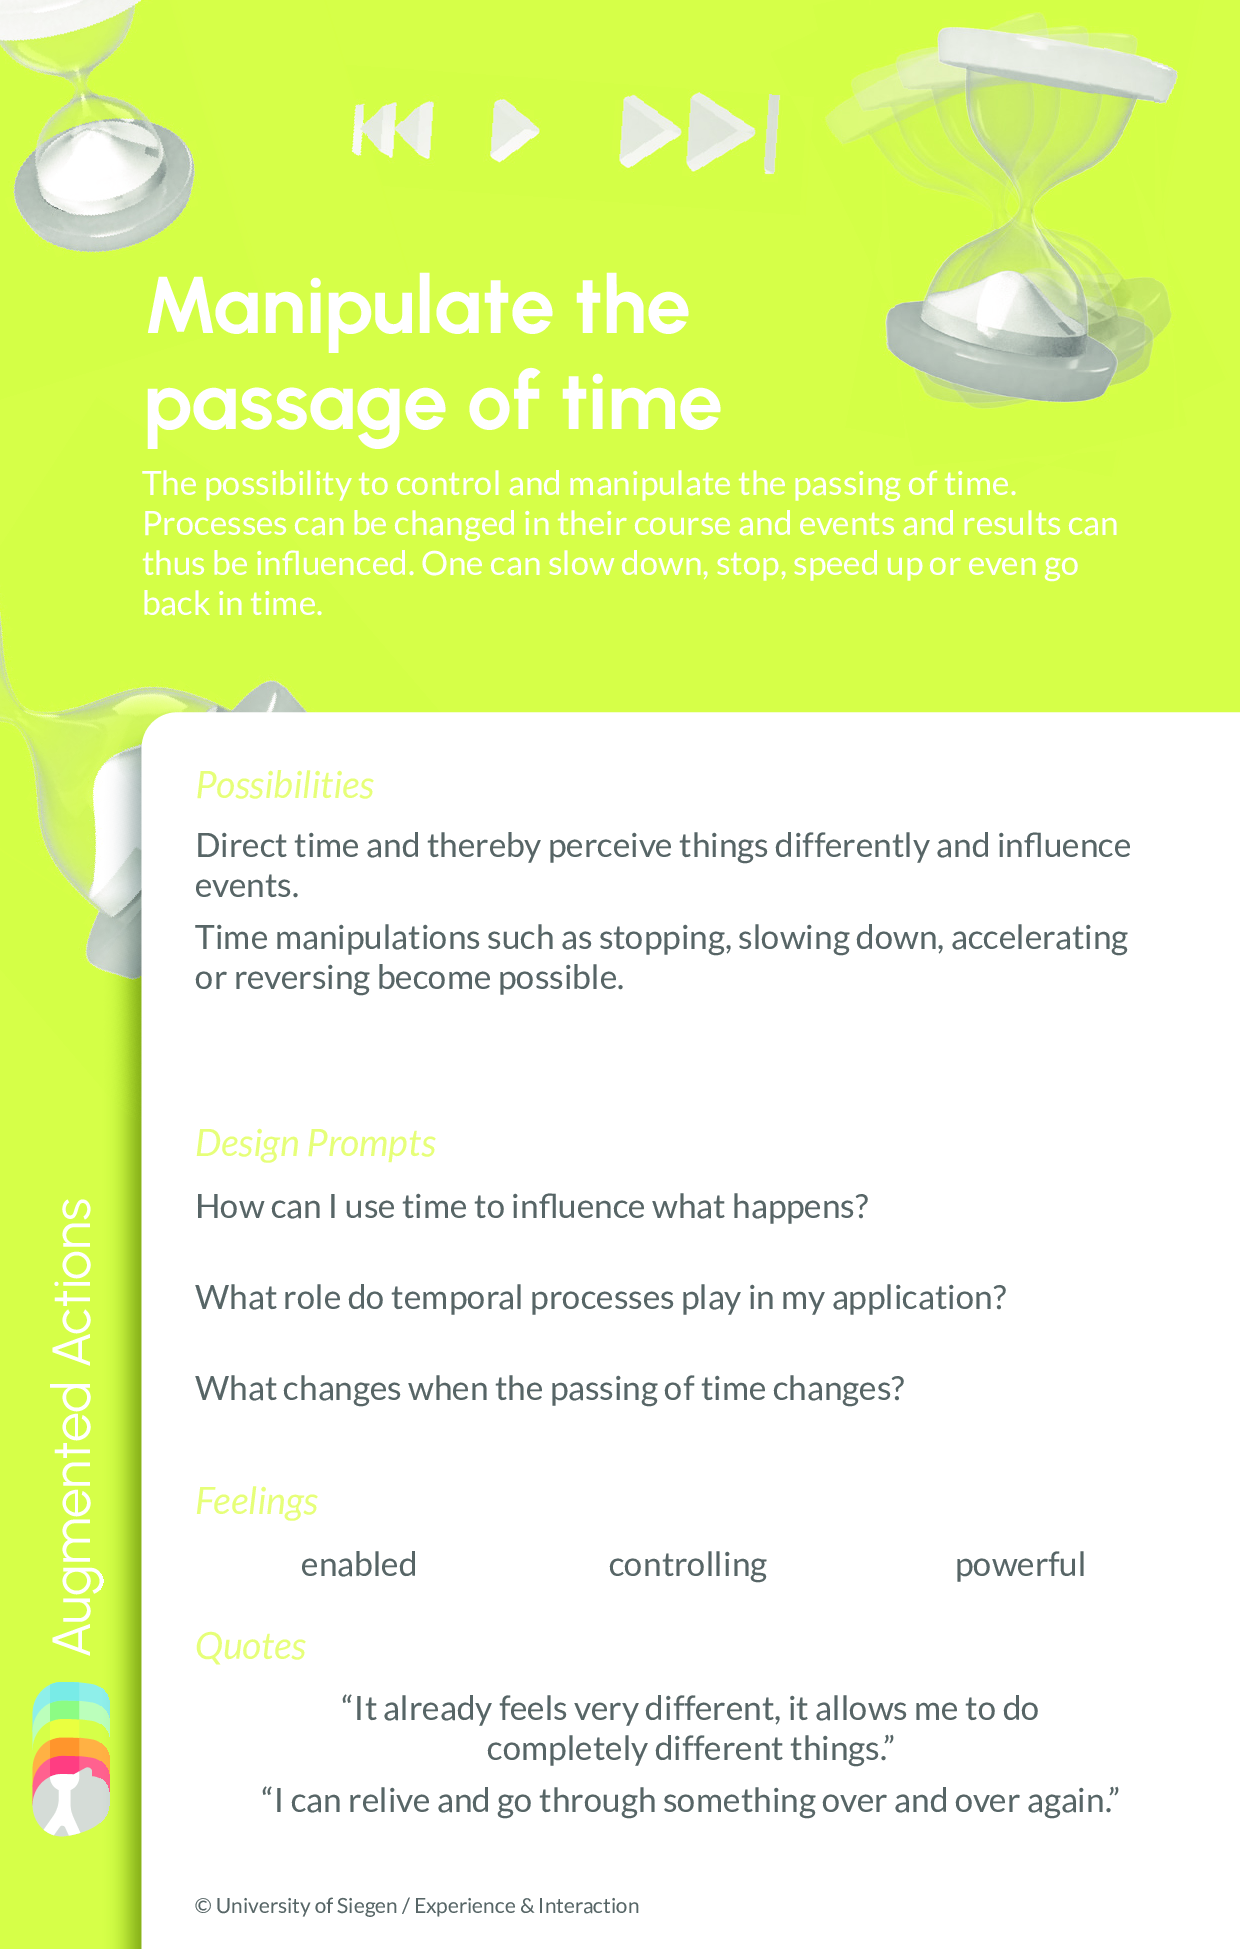 Manipulate the
passage of time
The possibility to control and manipulate the passing of time.
Processes can be changed in their course and events and results can
thus be influenced. One can slow down, stop, speed up or even go
back in time.
Possibilities
Direct time and thereby perceive things differently and influence
events.
Time manipulations such as stopping, slowing down, accelerating
or reversing become possible.
Design Prompts
How can I use time to influence what happens?
What role do temporal processes play in my application?
What changes when the passing of time changes?
Feelings
enabled controlling powerful
Quotes
“It already feels very different, it allows me to do
completely different things.”
“I can relive and go through something over and over again.”
© University of Siegen / Experience & Interaction
Augmented Actions